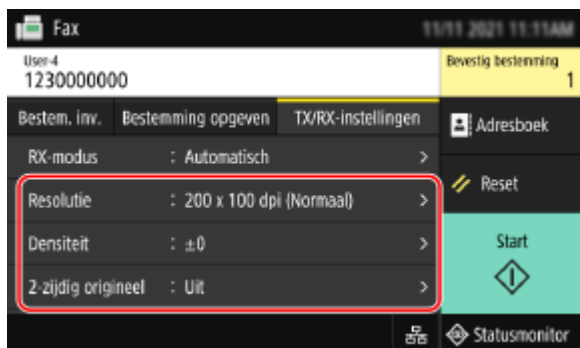 Fax
11/11 2021 11:11AM
User-4
1230000000
Bevestig bestemming
1
Bestem. inv.
Bestemming opgeven
TX/RX-instellingen
Adresboek
RX-modus : Automatisch >
Reset
Resolutie : 200 x 100 dpi (Normaal) >
Densiteit : ±0 >
Start
2-zijdig origineel : Uit >
Statusmonitor